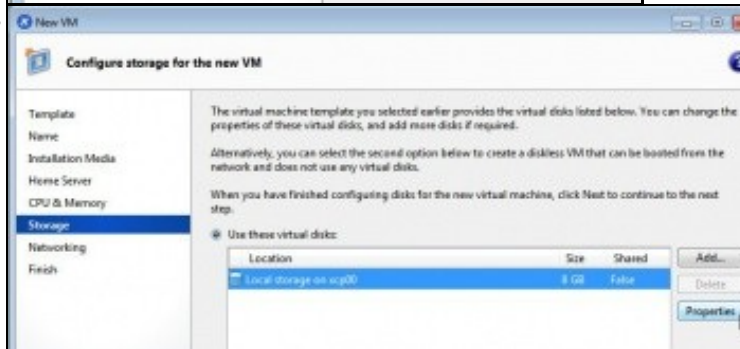 New VM
Configure storage for the new VM
Template
Name
Installation Media
Home Server
CPU & Memory
Storage
Networking
Finish
The virtual machine template you selected earlier provides the virtual disks listed below. You can change the
properties of these virtual disks, and add more disks if required.
Alternatively, you can select the second option below to create a diskless VM that can be booted from the
network and does not use any virtual disks.
When you have finished configuring disks for the new virtual machine, click Next to continue to the next
step.
Use these virtual disks:
Location Size Shared
Local storage on xcp00 8 GB False
Add...
Delete
Properties